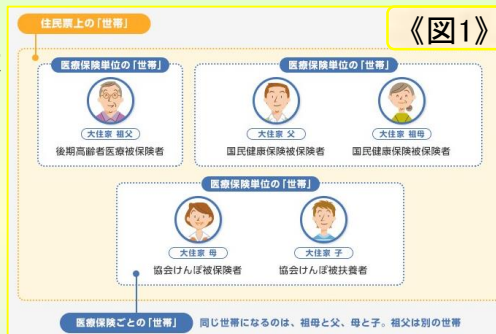 住民票上の「世帯」
《図1》
医療保険単位の「世帯」
医療保険単位の「世帯」
大住家 祖父
大住家 父
大住家 祖母
後期高齢者医療被保険者
国民健康保険被保険者
国民健康保険被保険者
医療保険単位の「世帯」
大住家 母
大住家 子
協会けんぽ被保険者
協会けんぽ被扶養者
医療保険ごとの「世帯」
同じ世帯になるのは、祖母と父、母と子。祖父は別の世帯